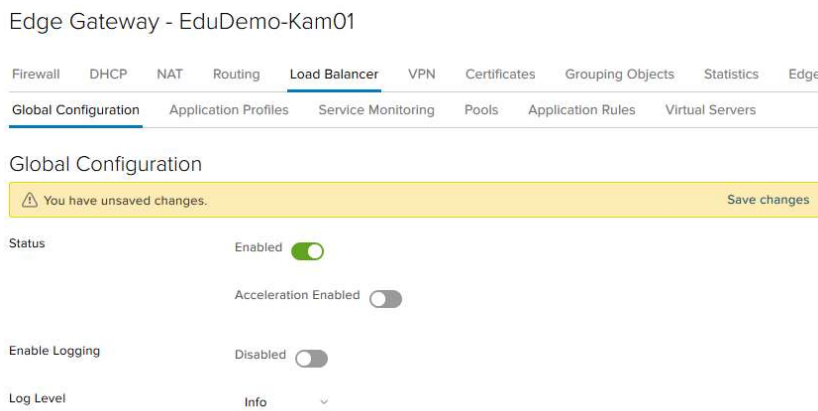 Edge Gateway - EduDemo-Kam01
Firewall DHCP NAT Routing Load Balancer VPN Certificates Grouping Objects Statistics Edge
Global Configuration Application Profiles Service Monitoring Pools Application Rules Virtual Servers
Global Configuration
You have unsaved changes. Save changes
Status Enabled
Acceleration Enabled
Enable Logging Disabled
Log Level Info